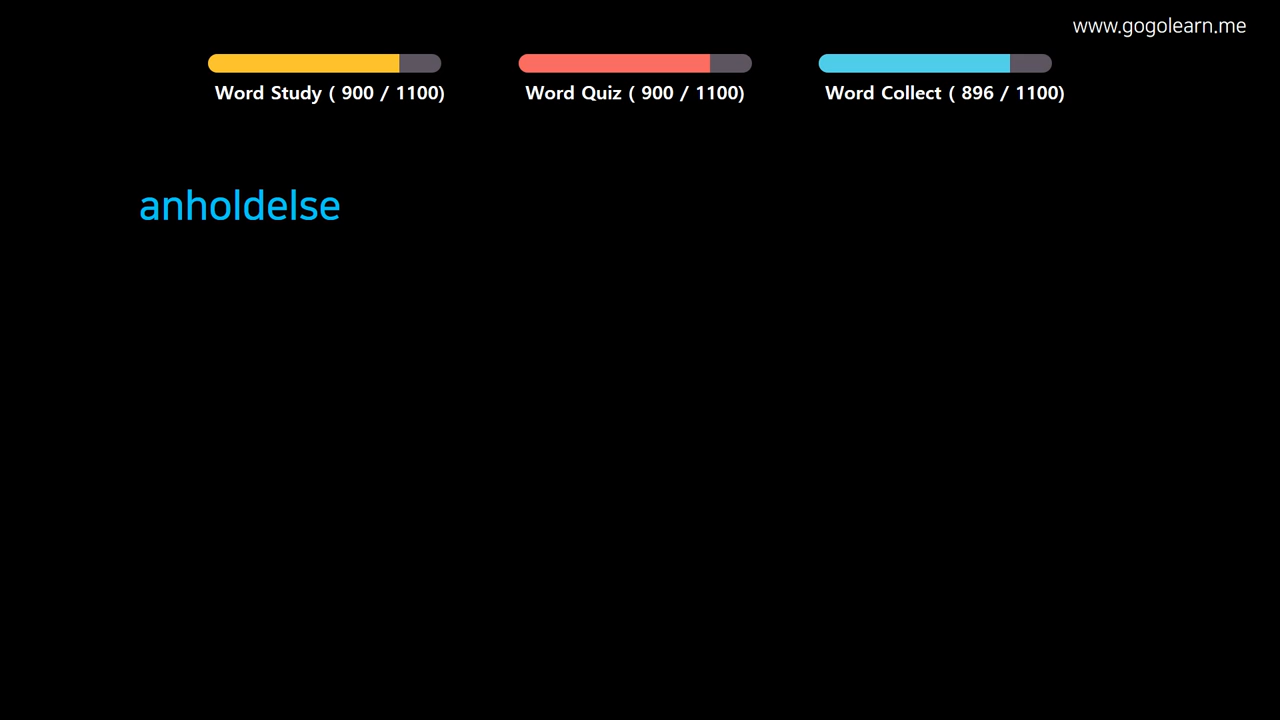 www.gogolearn.me
Word Study ( 900 / 1100)
Word Quiz ( 900 / 1100)
Word Collect ( 896 / 1100)
anholdelse